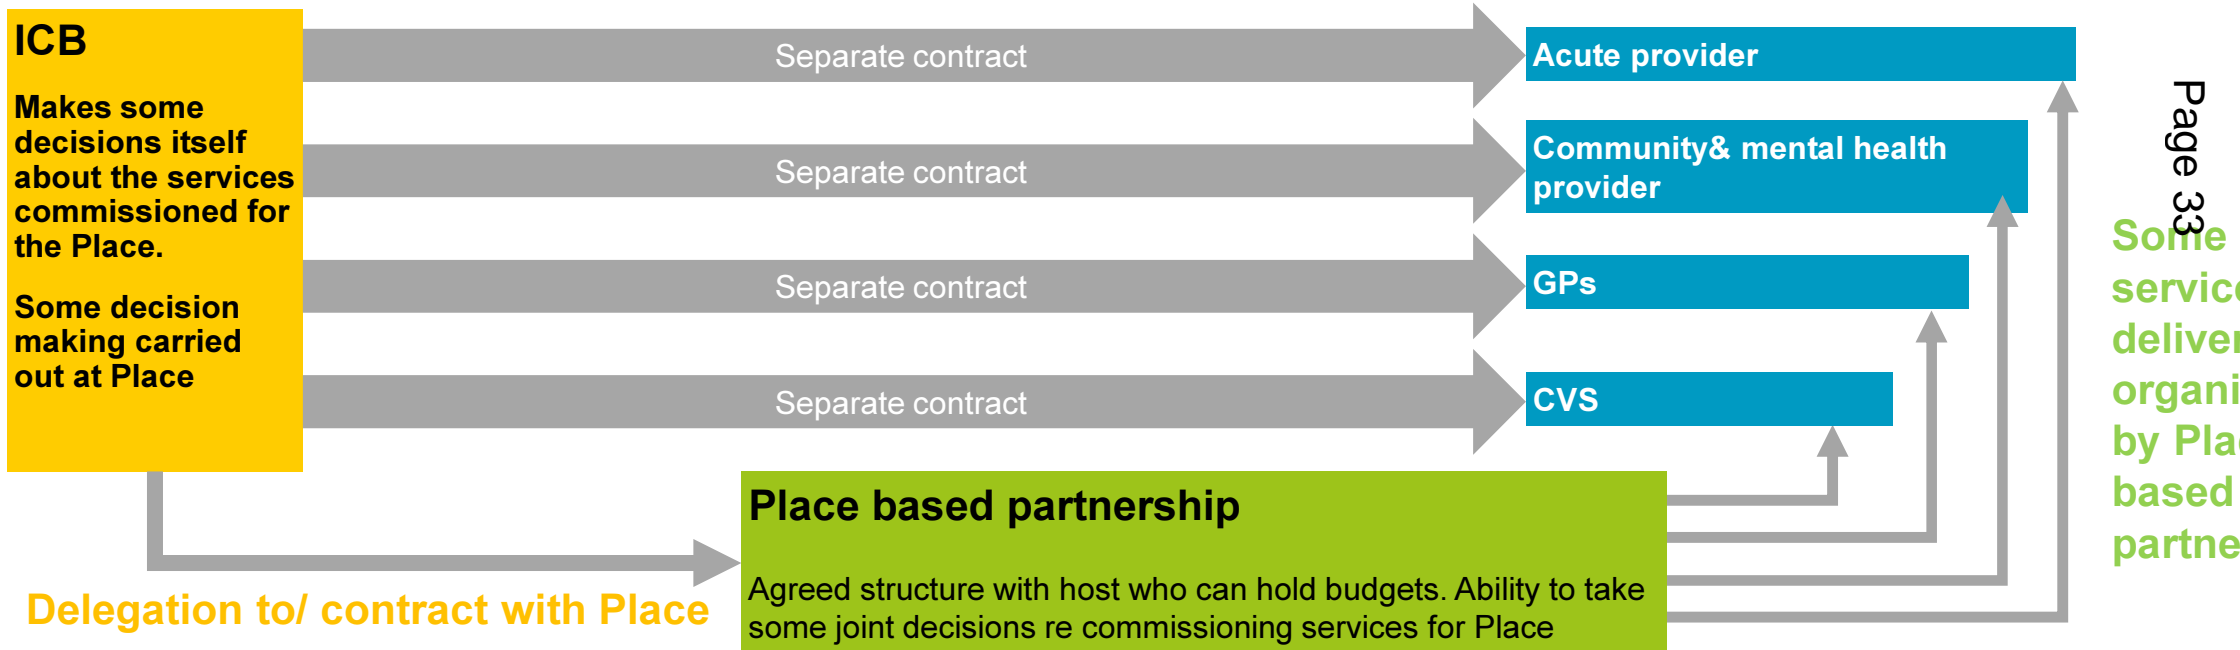 ICB
Makes some
decisions itself
about the services
commissioned for
the Place.
Some decision
making carried
out at Place
Separate contract
Separate contract
Separate contract
Separate contract
Acute provider
Community& mental health
provider
GPs
CVS
Place based partnership
Agreed structure with host who can hold budgets. Ability to take
some joint decisions re commissioning services for Place
Delegation to/ contract with Place
Page 33
Some
by
based